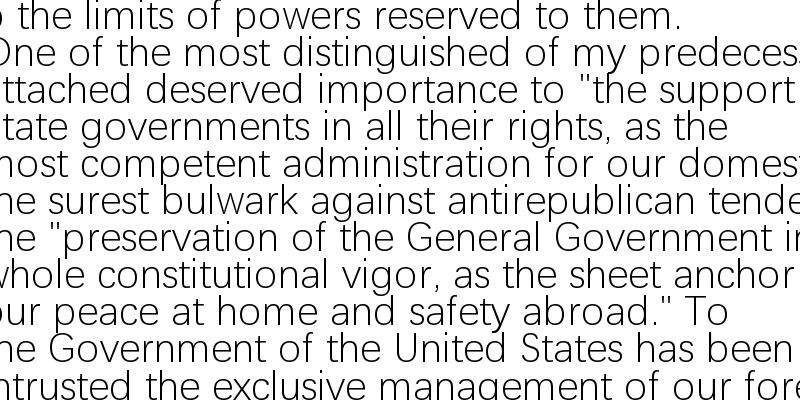 o the limits of powers reserved to them.
One of the most distinguished of my predeces
ttached deserved importance to "the support
tate governments in all their rights, as the
most competent administration for our domest
he surest bulwark against antirepublican tende
he "preservation of the General Government in
whole constitutional vigor, as the sheet anchor
our peace at home and safety abroad." To
he Government of the United States has been
ntrusted the exclusive management of our fore